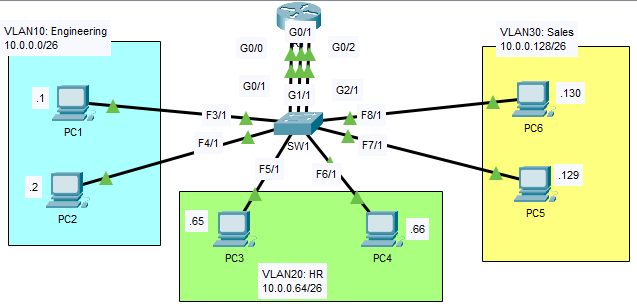 VLAN10: Engineering
10.0.0.0/26
G0/1
G0/0
G0/2
VLAN30: Sales
10.0.0.128/26
G0/1
G1/1
G2/1
.1
PC1
F3/1
F8/1
.130
PC6
SW1
F4/1
F7/1
.2
PC2
F5/1
F6/1
.129
PC5
.65
PC3
.66
PC4
VLAN20: HR
10.0.0.64/26